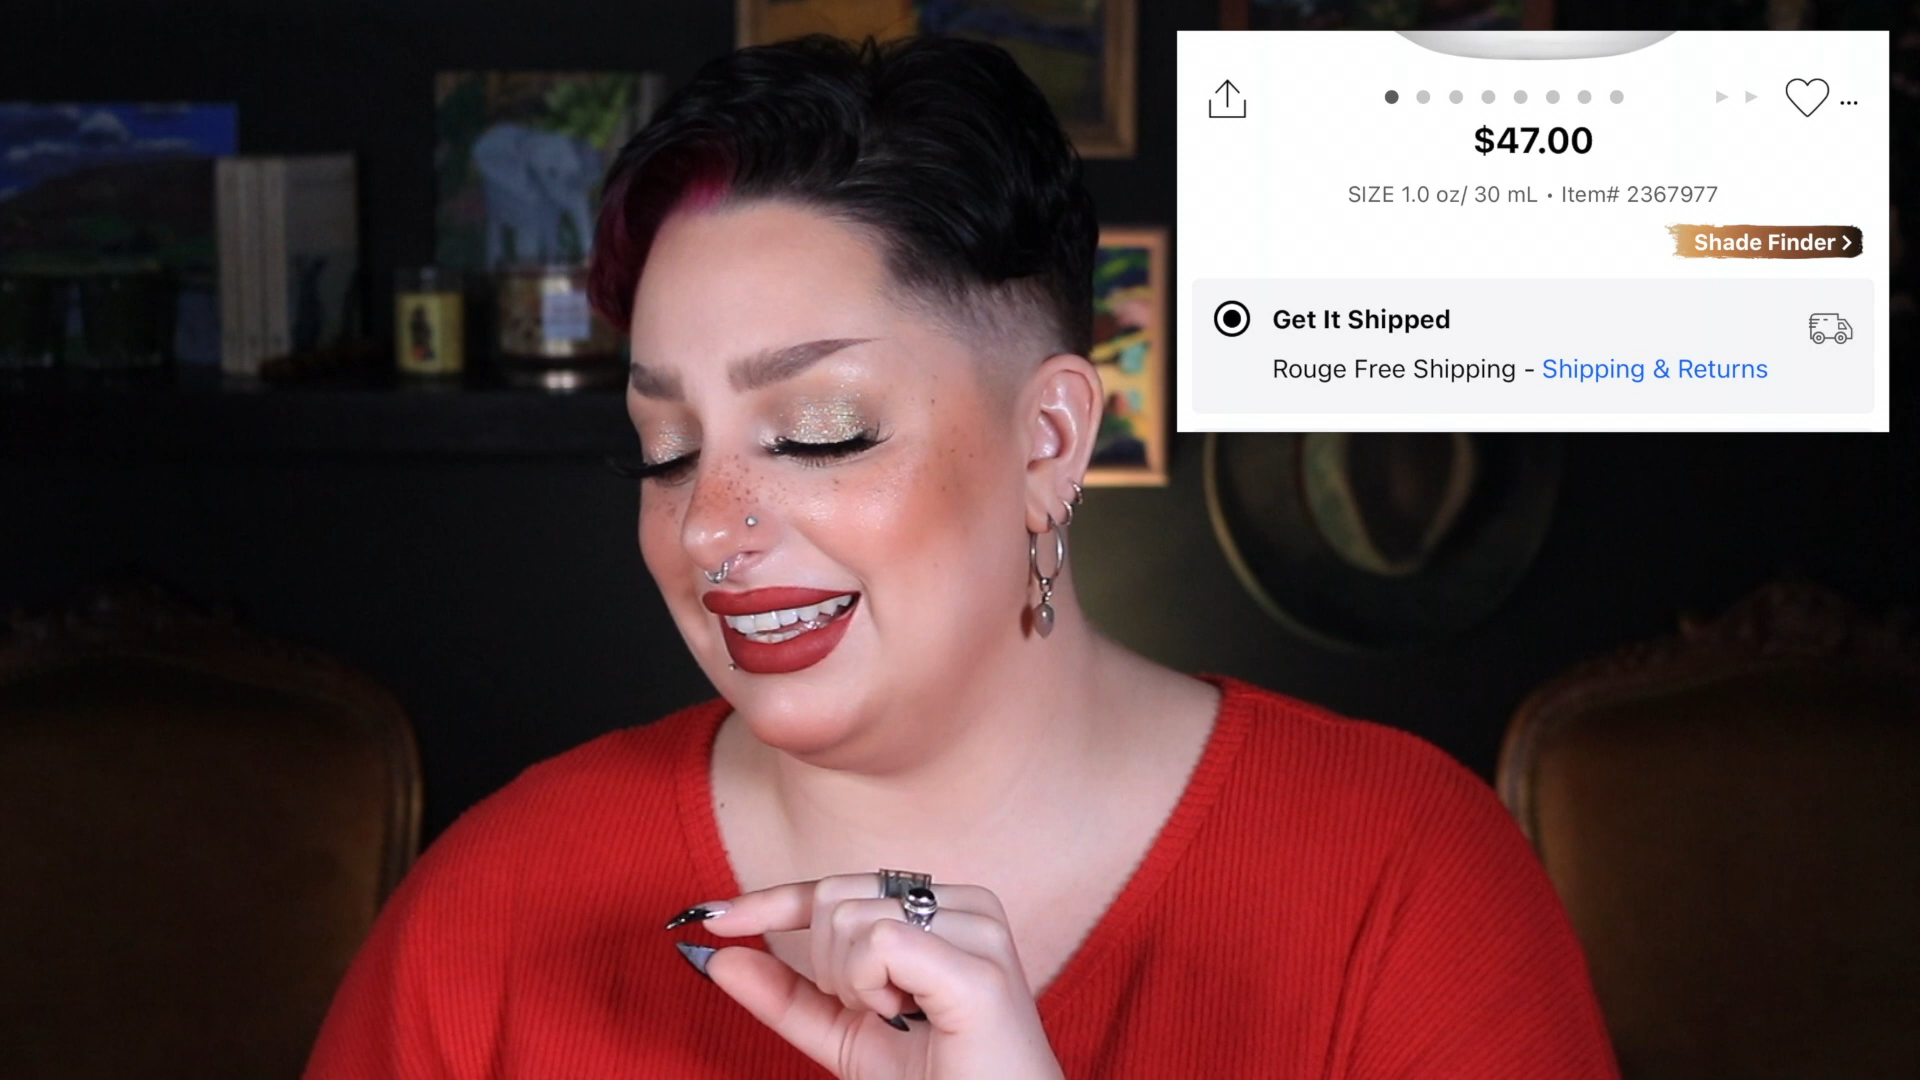 $47.00
SIZE 1.0 oz/ 30 mL • Item# 2367977
Shade Finder >
Get It Shipped
Rouge Free Shipping - Shipping & Returns